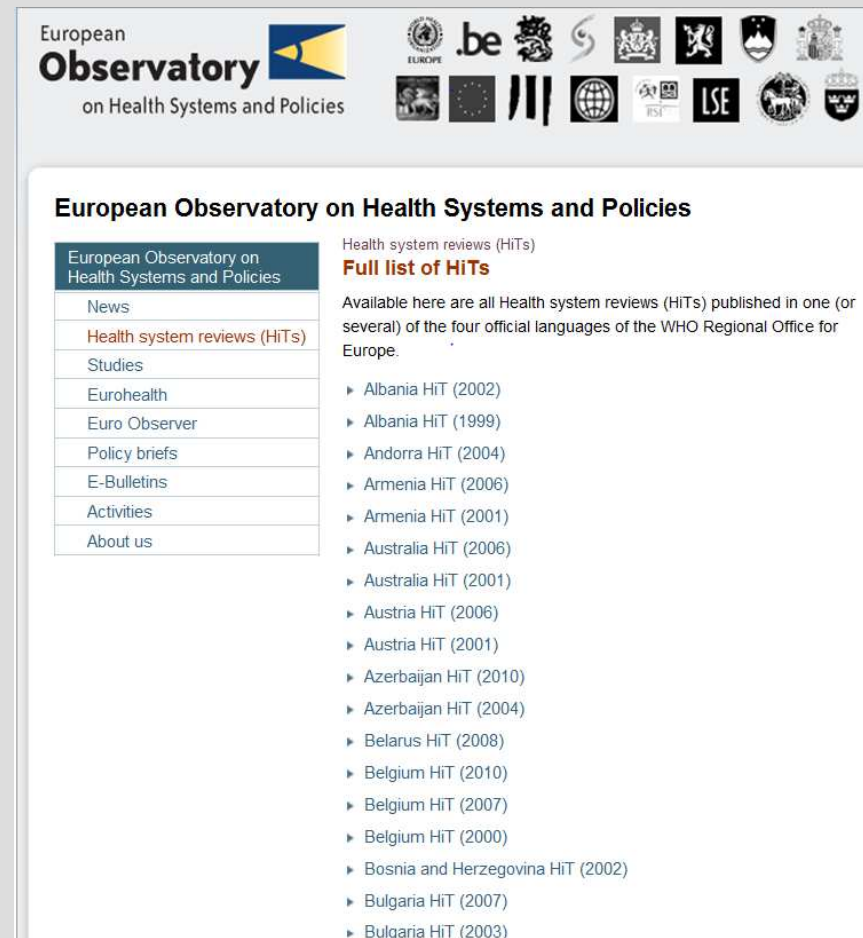 European
Observatory
on Health Systems and Policies
EUROPE
.be
RSI
LSE
European Observatory on Health Systems and Policies
European Observatory on
Health Systems and Policies
News
Health system reviews (HiTs)
Studies
Eurohealth
Euro Observer
Policy briefs
E-Bulletins
Activities
About us
Health system reviews (HiTs)
Full list of HiTs
Available here are all Health system reviews (HiTs) published in one (or
several) of the four official languages of the WHO Regional Office for
Europe.
Albania HiT (2002)
Albania HiT (1999)
Andorra HiT (2004)
Armenia HiT (2006)
Armenia HiT (2001)
Australia HiT (2006)
Australia HiT (2001)
Austria HiT (2006)
Austria HiT (2001)
Azerbaijan HiT (2010)
Azerbaijan HiT (2004)
Belarus HiT (2008)
Belgium HiT (2010)
Belgium HiT (2007)
Belgium HiT (2000)
Bosnia and Herzegovina HiT (2002)
Bulgaria HiT (2007)
Bulgaria HiT (2003)